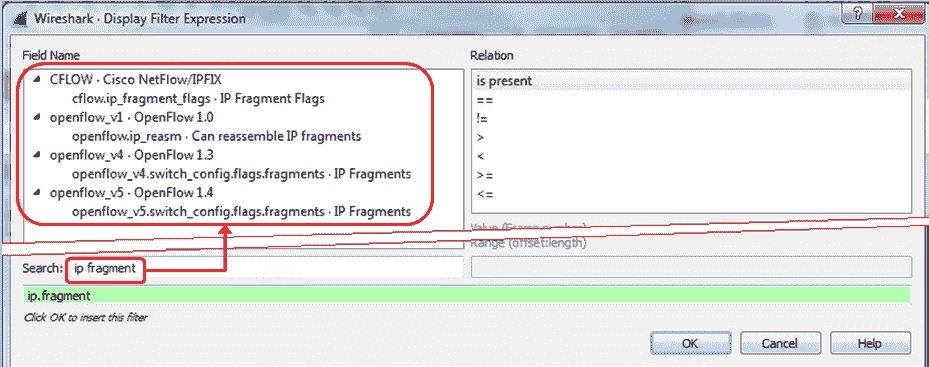 Wireshark · Display Filter Expression
Field Name
CFLOW · Cisco NetFlow/IPFIX
cflow.ip_fragment_flags · IP Fragment Flags
openflow_v1 · OpenFlow 1.0
openflow.ip_reasm · Can reassemble IP fragments
openflow_v4 · OpenFlow 1.3
openflow_v4.switch_config.flags.fragments · IP Fragments
openflow_v5 · OpenFlow 1.4
openflow_v5.switch_config.flags.fragments · IP Fragments
Relation
is present
==
!=
>
<
>=
<=
Value (Frame number)
Range (offset:length)
Search: ip fragment
ip.fragment
Click OK to insert this filter
OK Cancel Help